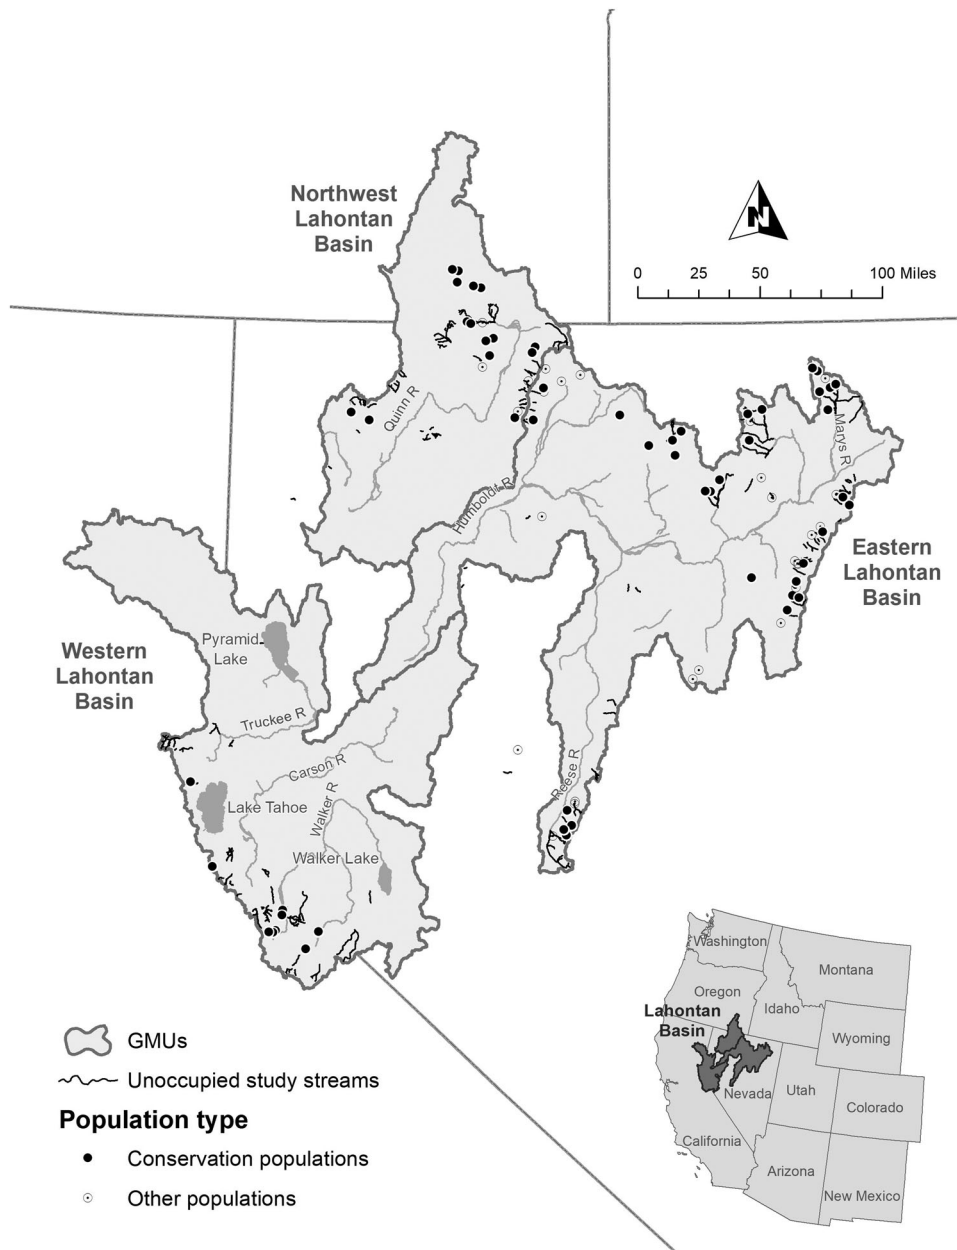 Northwest
Lahontan
Basin
N
0 25 50 100 Miles
Quinn R
Marys R
Humboldt R
Eastern
Lahontan
Basin
Pyramid
Lake
Western
Lahontan
Basin
Truckee R
Carson R
Reese R
Lake Tahoe
Walker R
Walker Lake
GMUs
Unoccupied study streams
Population type
Conservation populations
Other populations
Washington
Montana
Oregon
Idaho
Lahontan
Basin
Wyoming
Nevada
Utah
Colorado
California
Arizona
New Mexico